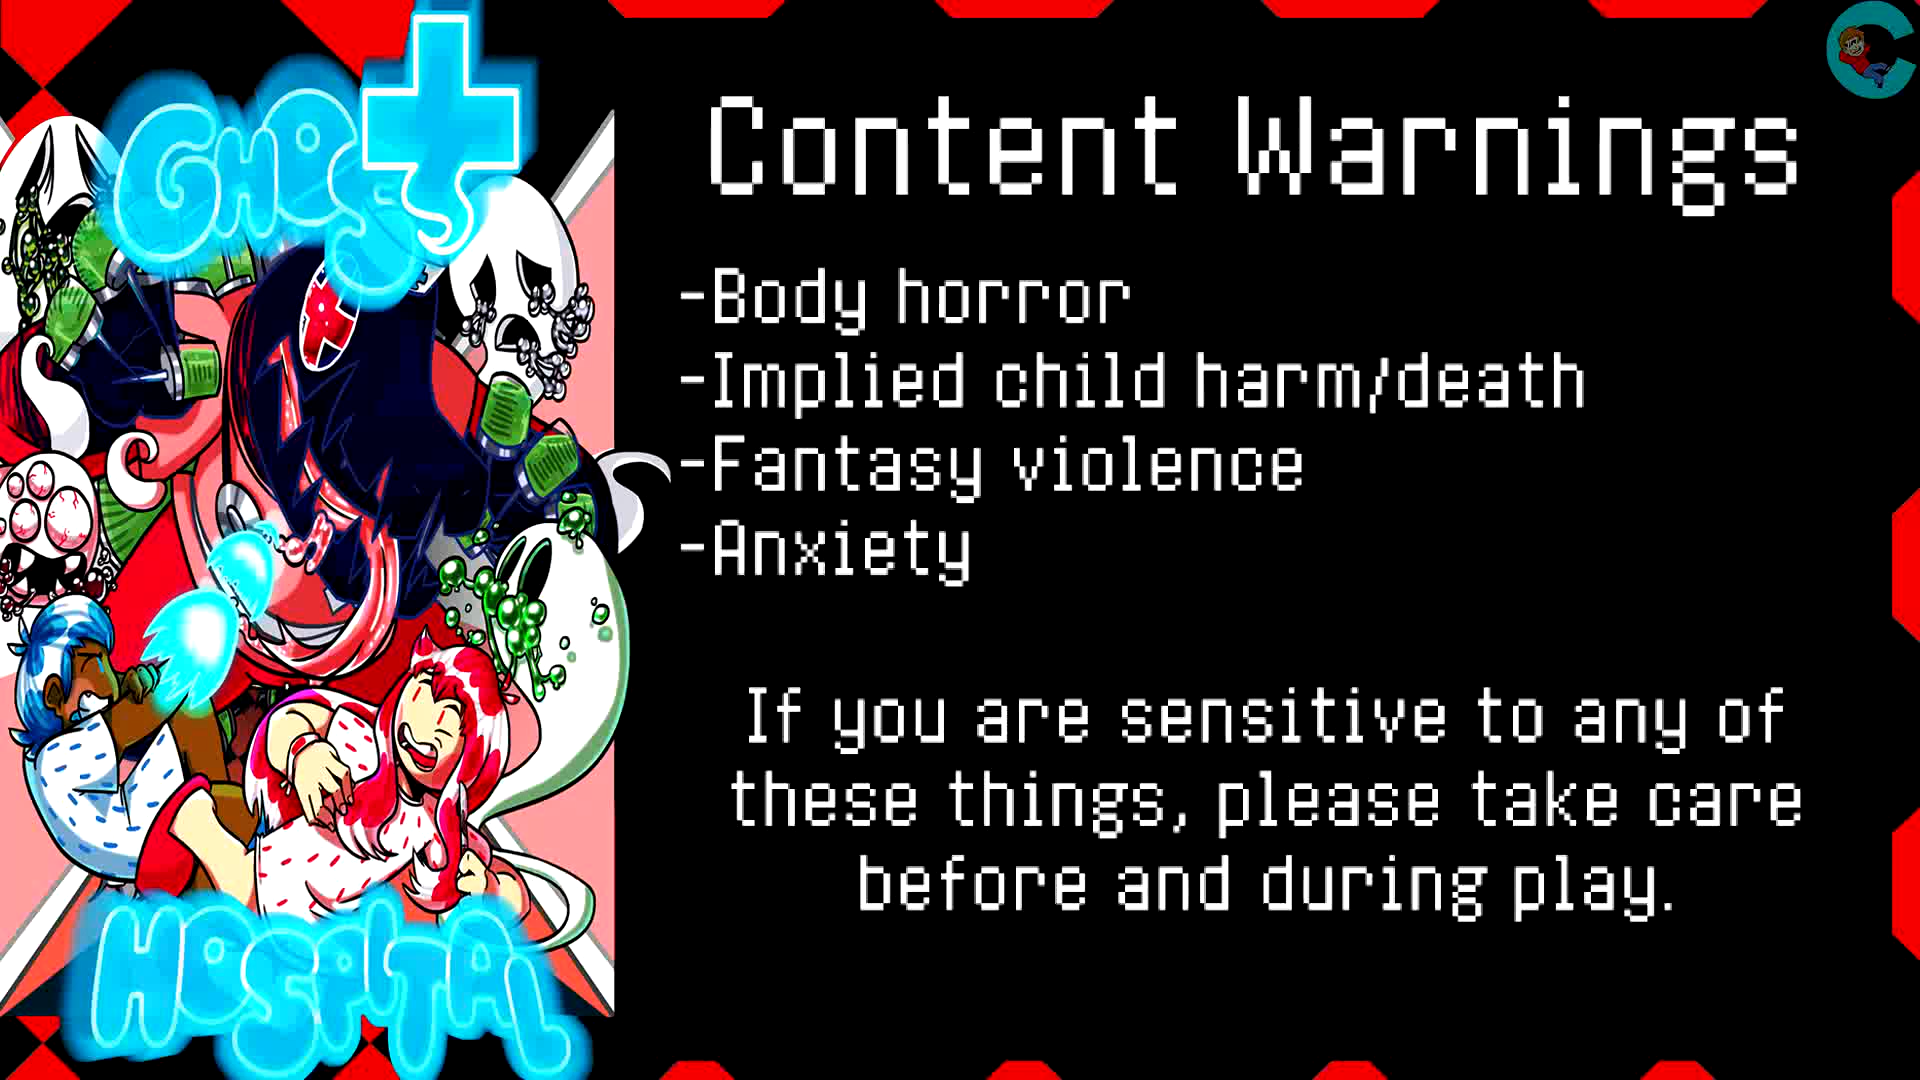 GHOST
HOSPITAL
Content Warnings
-Body horror
-Implied child harm/death
-Fantasy violence
-Anxiety
If you are sensitive to any of
these things, please take care
before and during play.